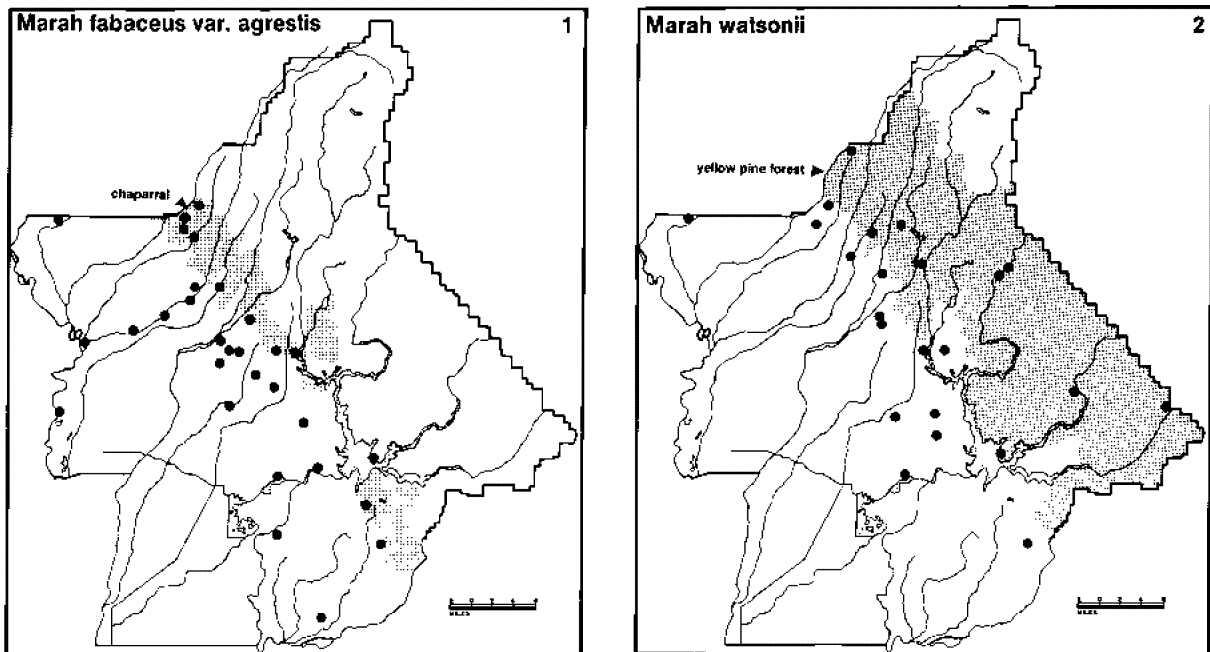 Marah fabaceus var. agrestis
1
chaparral
Marah watsonii
2
yellow pine forest